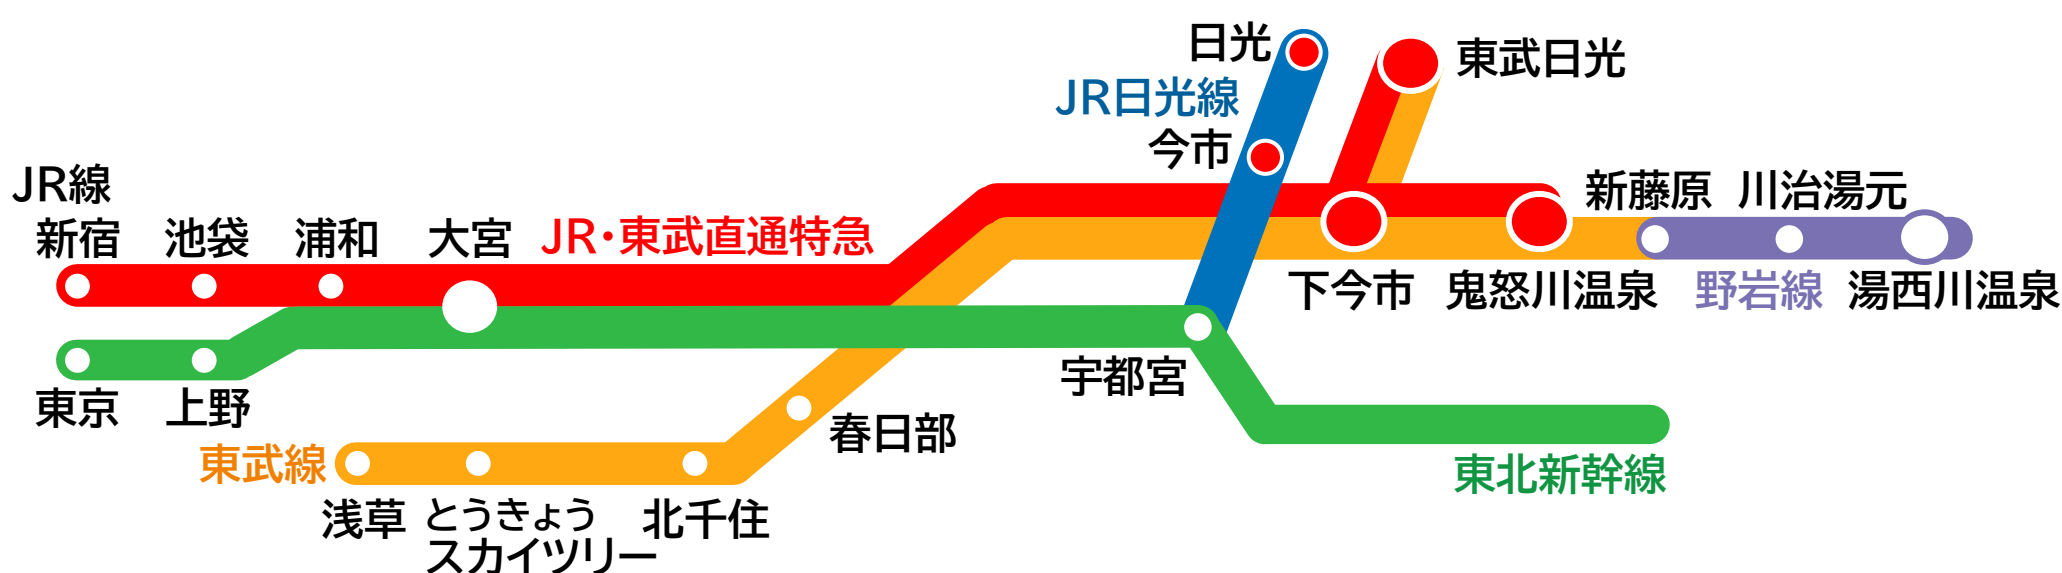 日光
東武日光
JR日光線
今市
JR線
新宿
池袋
浦和
大宮
JR・東武直通特急
新藤原
川治湯元
下今市
鬼怒川温泉
野岩線
湯西川温泉
東京
上野
宇都宮
春日部
東武線
東北新幹線
浅草
とうきょう
スカイツリー
北千住